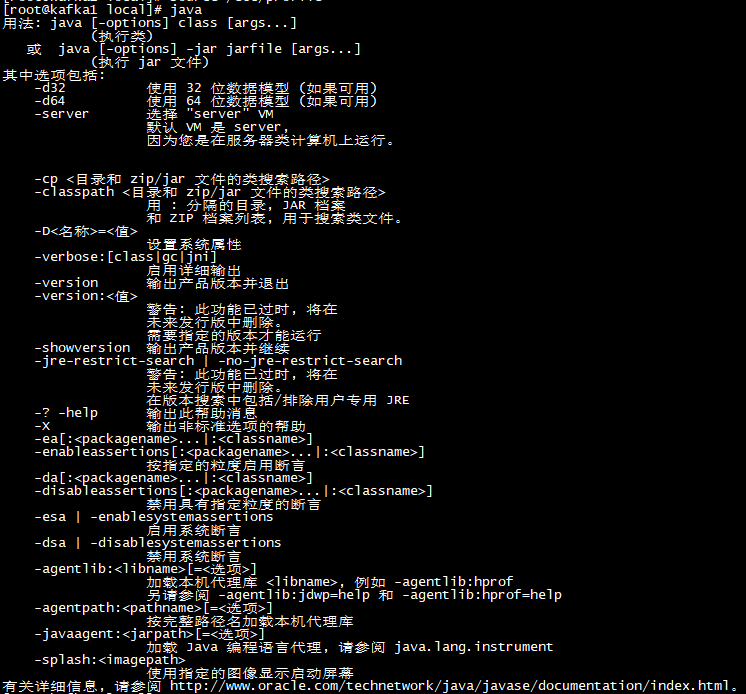 [root@kafka1 local]# java
用法: java [-options] class [args...]
(执行类)
或 java [-options] -jar jarfile [args...]
(执行 jar 文件)
其中选项包括:
-d32 使用 32 位数据模型 (如果可用)
-d64 使用 64 位数据模型 (如果可用)
-server 选择 "server" VM
默认 VM 是 server,
因为您是在服务器类计算机上运行。
-cp <目录和 zip/jar 文件的类搜索路径>
-classpath <目录和 zip/jar 文件的类搜索路径>
用 : 分隔的目录, JAR 档案
和 ZIP 档案列表, 用于搜索类文件。
-D<名称>=<值>
设置系统属性
-verbose:[class|gc|jni]
启用详细输出
-version 输出产品版本并退出
-version:<值>
警告: 此功能已过时, 将在
未来发行版中删除。
需要指定的版本才能运行
-showversion 输出产品版本并继续
-jre-restrict-search | -no-jre-restrict-search
警告: 此功能已过时, 将在
未来发行版中删除。
在版本搜索中包括/排除用户专用 JRE
-? -help 输出此帮助消息
-X 输出非标准选项的帮助
-ea[:<packagename>...|:<classname>]
-enableassertions[:<packagename>...|:<classname>]
按指定的粒度启用断言
-da[:<packagename>...|:<classname>]
-disableassertions[:<packagename>...|:<classname>]
禁用具有指定粒度的断言
-esa | -enablesystemassertions
启用系统断言
-dsa | -disablesystemassertions
禁用系统断言
-agentlib:<libname>[=<选项>]
加载本机代理库 <libname>, 例如 -agentlib:hprof
另请参阅 -agentlib:jdwp=help 和 -agentlib:hprof=help
-agentpath:<pathname>[=<选项>]
按完整路径名加载本机代理库
-javaagent:<jarpath>[=<选项>]
加载 Java 编程语言代理, 请参阅 java.lang.instrument
-splash:<imagepath>
使用指定的图像显示启动屏幕
有关详细信息, 请参阅 http://www.oracle.com/technetwork/java/javase/documentation/index.html。